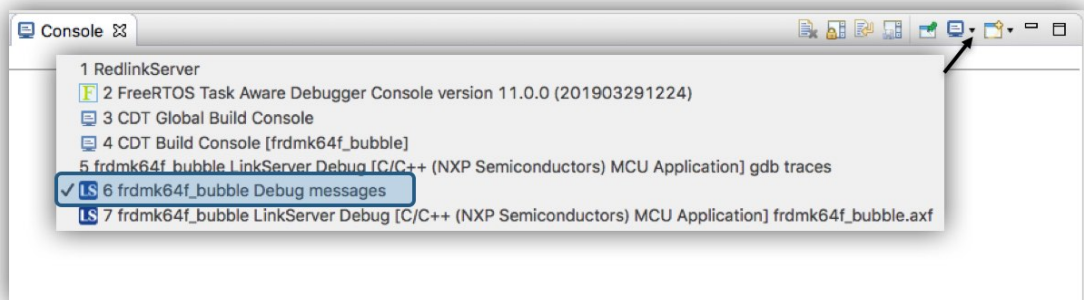 Console
1 RedlinkServer
F 2 FreeRTOS Task Aware Debugger Console version 11.0.0 (201903291224)
3 CDT Global Build Console
4 CDT Build Console [frdmk64f_bubble]
5 frdmk64f_bubble LinkServer Debug [C/C++ (NXP Semiconductors) MCU Application] gdb traces
✓ LS 6 frdmk64f_bubble Debug messages
LS 7 frdmk64f_bubble LinkServer Debug [C/C++ (NXP Semiconductors) MCU Application] frdmk64f_bubble.axf